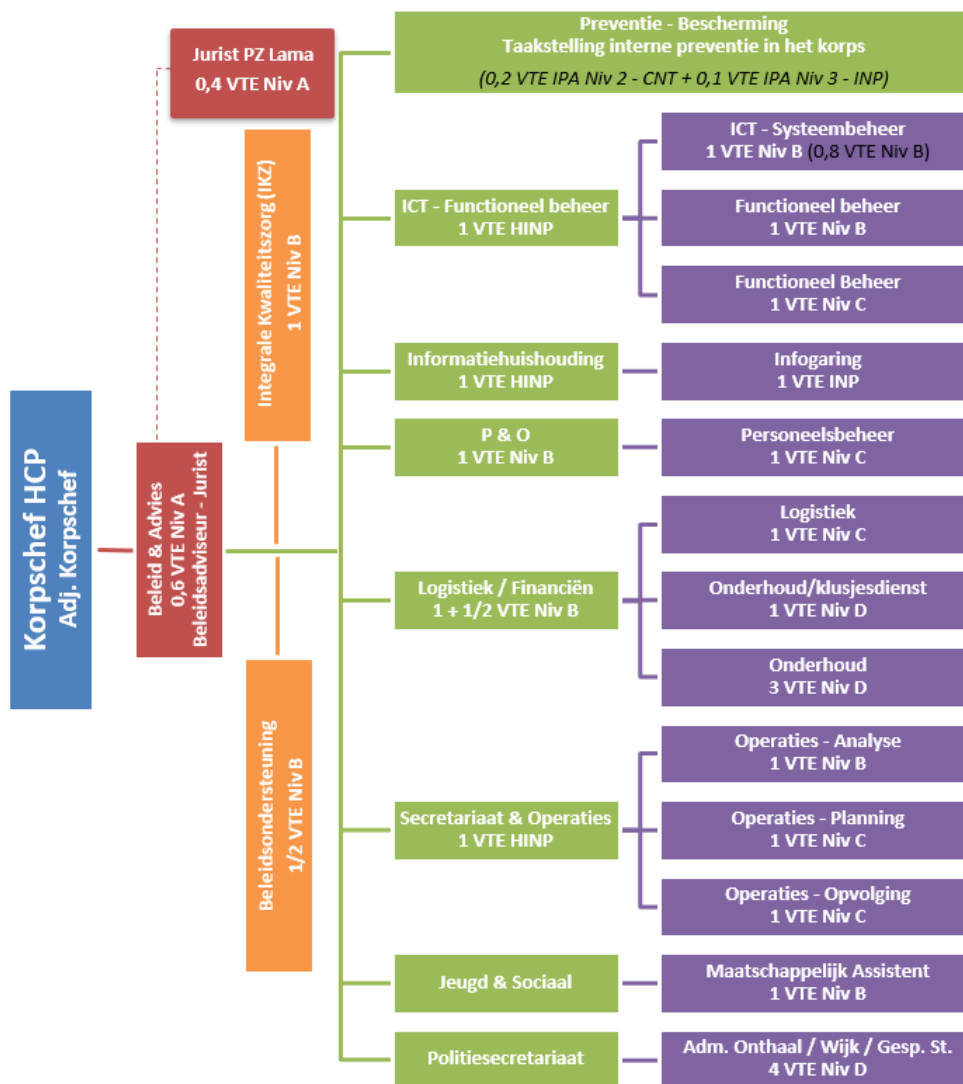 Korpschef HCP
Adj. Korpschef
Jurist PZ Lama
0,4 VTE Niv A
Beleid & Advies
0,6 VTE Niv A
Beleidsadviseur - Jurist
Integrale Kwaliteitszorg (IKZ)
1 VTE Niv B
Beleidsondersteuning
1/2 VTE Niv B
Preventie - Bescherming
Taakstelling interne preventie in het korps
(0,2 VTE IPA Niv 2 - CNT + 0,1 VTE IPA Niv 3 - INP)
ICT - Functioneel beheer
1 VTE HINP
ICT - Systeembeheer
1 VTE Niv B (0,8 VTE Niv B)
Functioneel beheer
1 VTE Niv B
Functioneel Beheer
1 VTE Niv C
Informatiehuishouding
1 VTE HINP
Infogaring
1 VTE INP
P & O
1 VTE Niv B
Personeelsbeheer
1 VTE Niv C
Logistiek / Financiën
1 + 1/2 VTE Niv B
Logistiek
1 VTE Niv C
Onderhoud/klusjesdienst
1 VTE Niv D
Onderhoud
3 VTE Niv D
Secretariaat & Operaties
1 VTE HINP
Operaties - Analyse
1 VTE Niv B
Operaties - Planning
1 VTE Niv C
Operaties - Opvolging
1 VTE Niv C
Jeugd & Sociaal
Maatschappelijk Assistent
1 VTE Niv B
Politiesecretariaat
Adm. Onthaal / Wijk / Gesp. St.
4 VTE Niv D